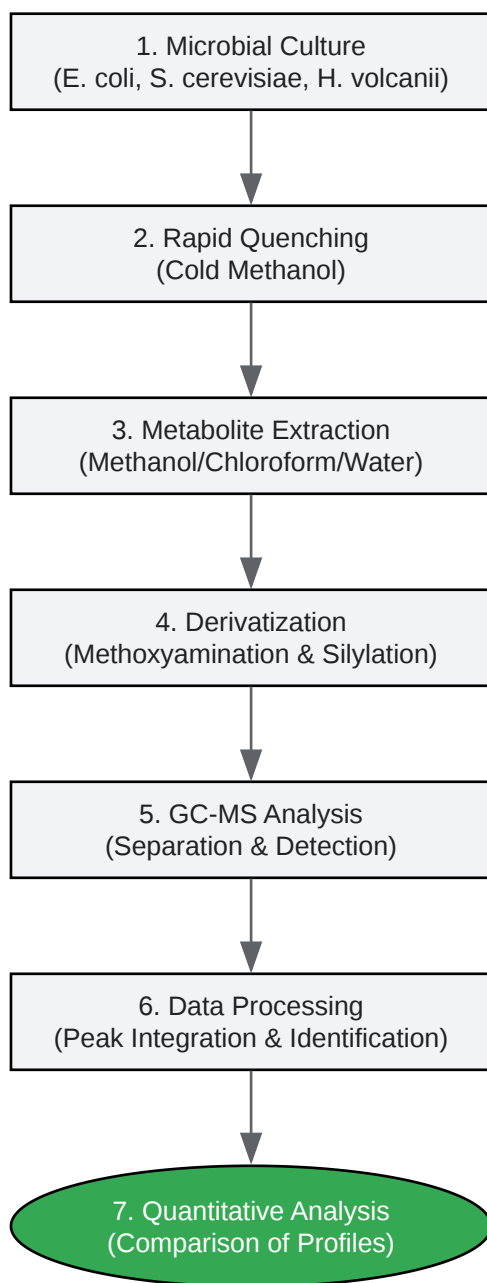 1. Microbial Culture
(E. coli, S. cerevisiae, H. volcanii)
2. Rapid Quenching
(Cold Methanol)
3. Metabolite Extraction
(Methanol/Chloroform/Water)
4. Derivatization
(Methoxyamination & Silylation)
5. GC-MS Analysis
(Separation & Detection)
6. Data Processing
(Peak Integration & Identification)
7. Quantitative Analysis
(Comparison of Profiles)